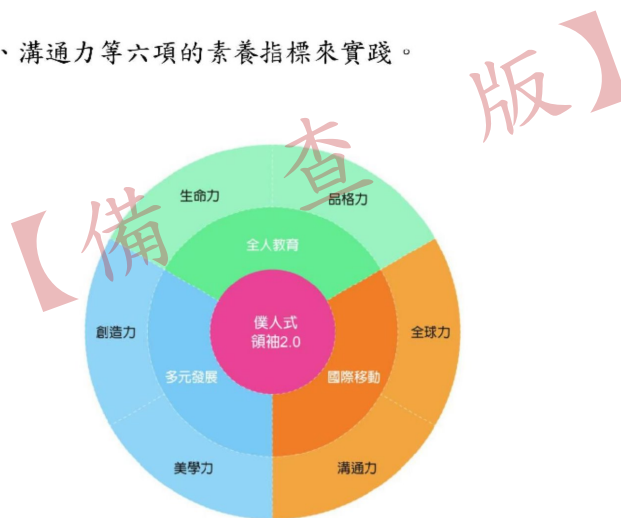 、溝通力等六項的素養指標來實踐。
【備查版】
生命力
品格力
全人教育
創造力
僕人式
領袖2.0
全球力
多元發展
國際移動
美學力
溝通力